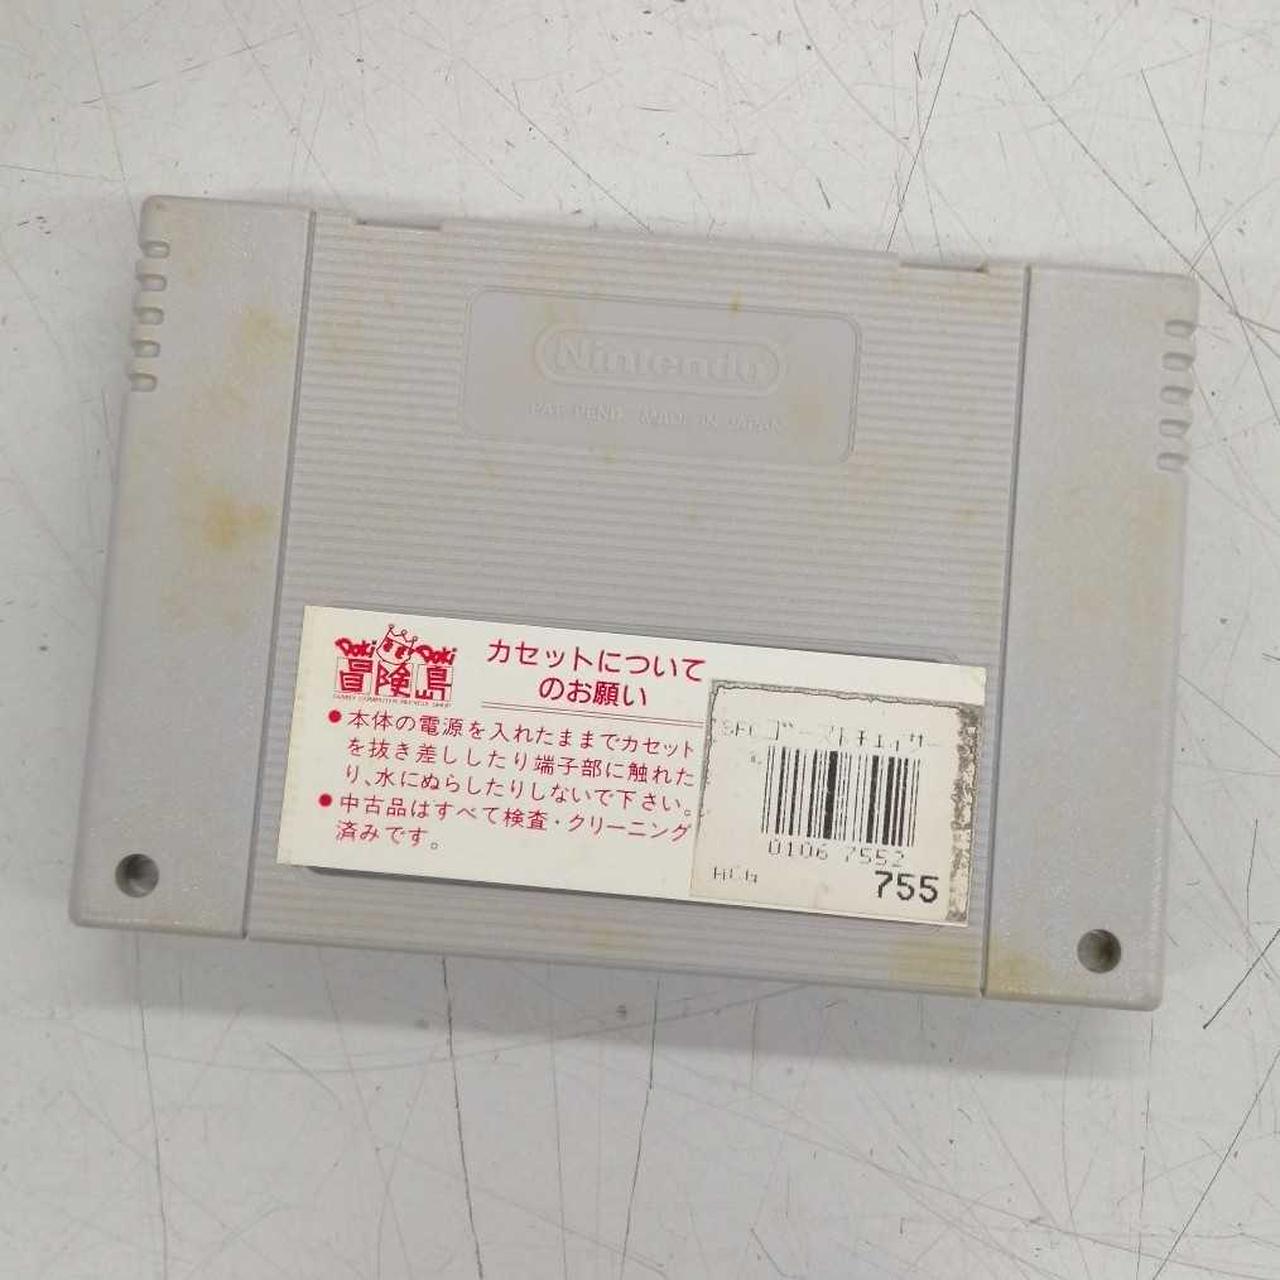 Nintendo
PAT. PEND. MADE IN JAPAN
Doki Doki
冒険島
FAMILY COMPUTER RECYCLE SHOP
カセットについて
のお願い
●本体の電源を入れたままでカセット
を抜き差ししたり端子部に触れた
り、水にぬらしたりしないで下さい。
●中古品はすべて検査・クリーニング
済みです。
SFCゴーストチェイサー
0106 7552
755